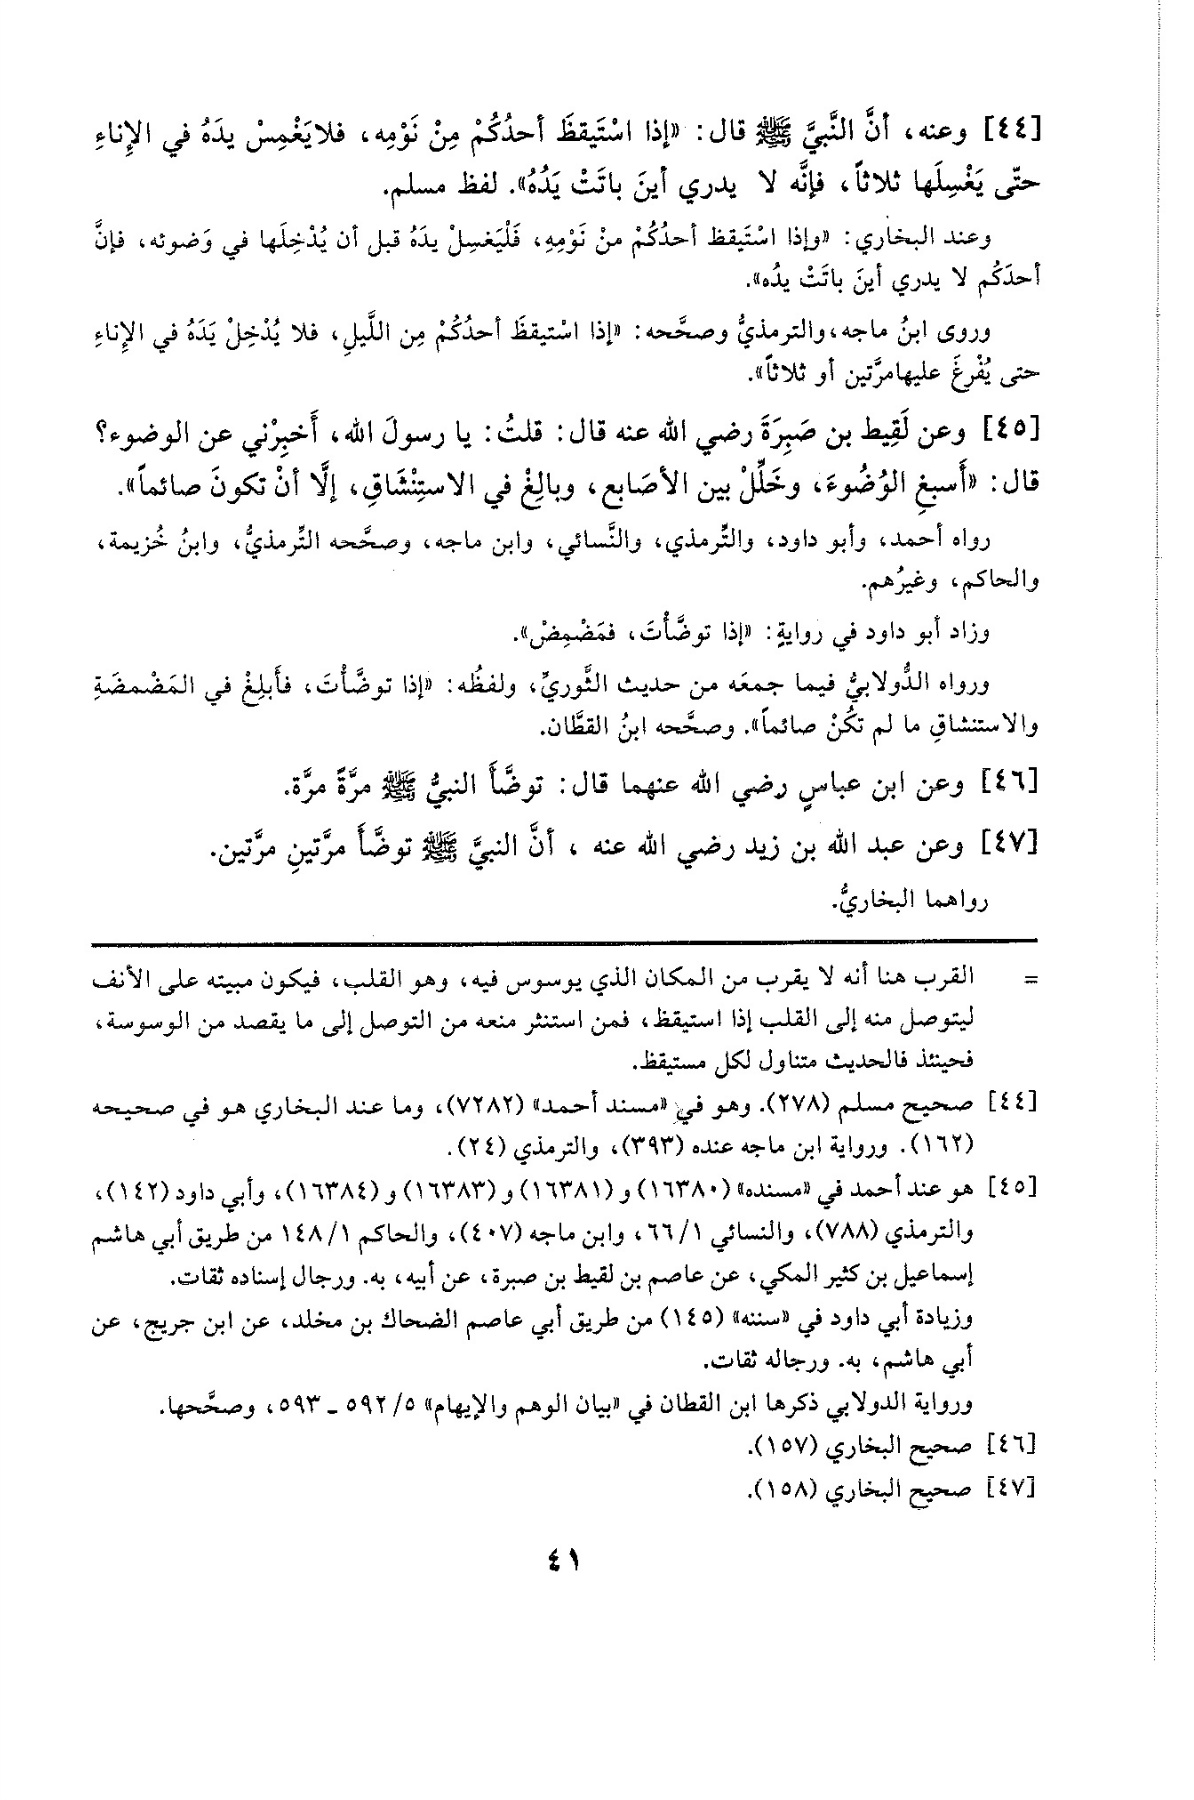 [٤٤] وعنه، أنَّ النَّبيَّ ﷺ قال: «إذا اسْتَيقظَ أحدُكُمْ مِنْ نَوْمِه، فلا يَغْمِسْ يدَهُ في الإِناءِ
حتّى يَغْسِلَها ثلاثاً، فإنَّه لا يدري أينَ باتَتْ يَدُهُ». لفظ مسلم.
وعند البخاري: «وإذا اسْتَيقظ أحدُكُمْ منْ نَوْمِهِ، فَلْيَغسِلْ يدَهُ قبل أن يُدْخِلَها في وَضوئه، فإنَّ
أحدَكُم لا يدري أينَ باتَتْ يدُه».
وروى ابنُ ماجه،والترمذيُّ وصحَّحه: «إذا اسْتيقظَ أحدُكُمْ مِن اللَّيلِ، فلا يُدْخِلْ يَدَهُ في الإِناءِ
حتى يُفْرِغَ عليهامرَّتين أو ثلاثاً».
[٤٥] وعن لَقِيط بن صَبِرَةَ رضي الله عنه قال: قلتُ: يا رسولَ الله، أَخبِرْني عن الوضوء؟
قال: «أَسبغِ الوُضُوءَ، وخَلِّلْ بين الأصَابع، وبالِغْ في الاستِنْشَاقِ، إلَّا أنْ تكونَ صائماً».
رواه أحمد، وأبو داود، والتِّرمذي، والنَّسائي، وابن ماجه، وصحَّحه التِّرمذيُّ، وابنُ خُزيمة،
والحاكم، وغيرُهم.
وزاد أبو داود في روايةٍ: «إذا توضَّأْتَ، فمَضْمِضْ».
ورواه الدُّولابيُّ فيما جمعَه من حديث الثَّوريِّ، ولفظُه: «إذا توضَّأْتَ، فأَبلِغْ في المَضْمضَةِ
والاستنشاقِ ما لم تكُنْ صائماً». وصحَّحه ابنُ القطَّان.
[٤٦] وعن ابن عباسٍ رضي الله عنهما قال: توضَّأَ النبيُّ ﷺ مرَّةً مرَّة.
[٤٧] وعن عبد الله بن زيد رضي الله عنه ، أنَّ النبيَّ ﷺ توضَّأَ مرَّتينِ مرَّتين.
رواهما البخاريُّ.
= القرب هنا أنه لا يقرب من المكان الذي يوسوس فيه، وهو القلب، فيكون مبيته على الأنف
ليتوصل منه إلى القلب إذا استيقظ، فمن استنثر منعه من التوصل إلى ما يقصد من الوسوسة،
فحينئذ فالحديث متناول لكل مستيقظ.
[٤٤] صحيح مسلم (٢٧٨). وهو في «مسند أحمد» (٧٢٨٢)، وما عند البخاري هو في صحيحه
(١٦٢). ورواية ابن ماجه عنده (٣٩٣)، والترمذي (٢٤).
[٤٥] هو عند أحمد في «مسنده» (١٦٣٨٠) و (١٦٣٨١) و (١٦٣٨٣) و (١٦٣٨٤)، وأبي داود (١٤٢)،
والترمذي (٧٨٨)، والنسائي ١/ ٦٦، وابن ماجه (٤٠٧)، والحاكم ١٤٨/١ من طريق أبي هاشم
إسماعيل بن كثير المكي، عن عاصم بن لقيط بن صبرة، عن أبيه، به. ورجال إسناده ثقات.
وزيادة أبي داود في «سننه» (١٤٥) من طريق أبي عاصم الضحاك بن مخلد، عن ابن جريج، عن
أبي هاشم، به. ورجاله ثقات.
ورواية الدولابي ذكرها ابن القطان في «بيان الوهم والإيهام» ٥/ ٥٩٢ ـ ٥٩٣، وصحَّحها.
[٤٦] صحيح البخاري (١٥٧).
[٤٧] صحيح البخاري (١٥٨).
٤١